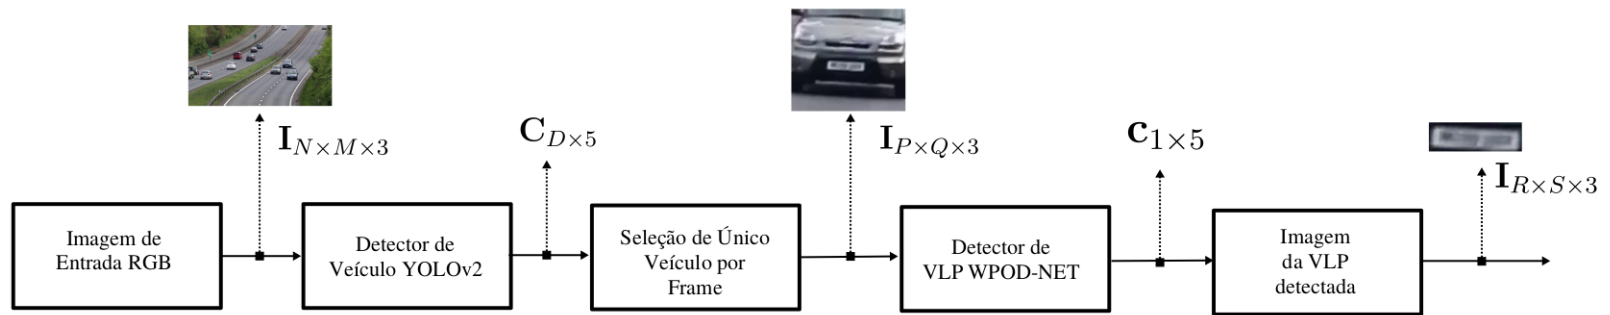 I_{N×M×3}
C_{D×5}
I_{P×Q×3}
c_{1×5}
I_{R×S×3}
Imagem de
Entrada RGB
Detector de
Veículo YOLOv2
Seleção de Único
Veículo por
Frame
Detector de
VLP WPOD-NET
Imagem
da VLP
detectada